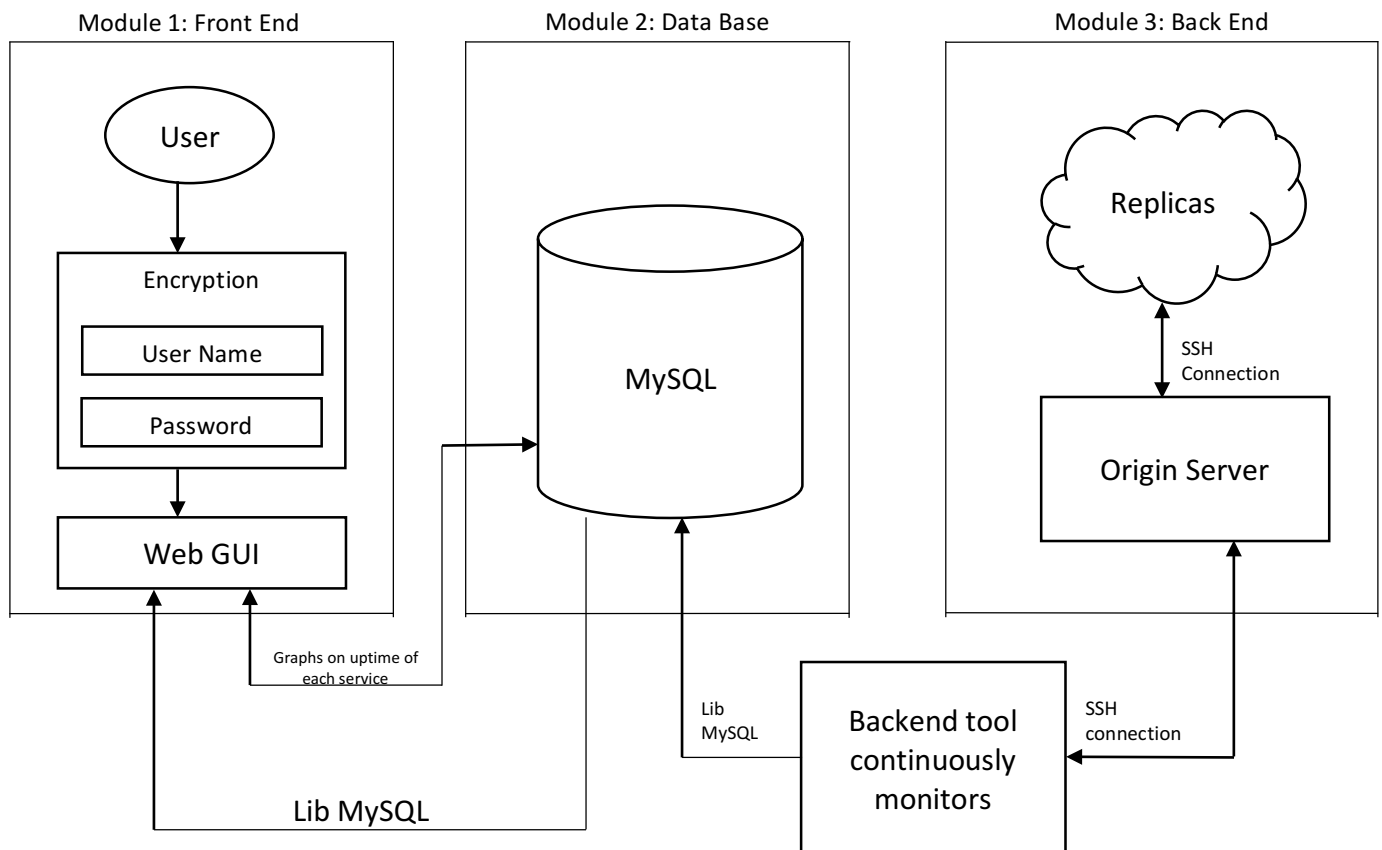 Module 1: Front End
Module 2: Data Base
Module 3: Back End
User
Encryption
User Name
Password
Web GUI
MySQL
Replicas
SSH
Connection
Origin Server
Graphs on uptime of
each service
Lib
MySQL
Backend tool
continuously
monitors
SSH
connection
Lib MySQL